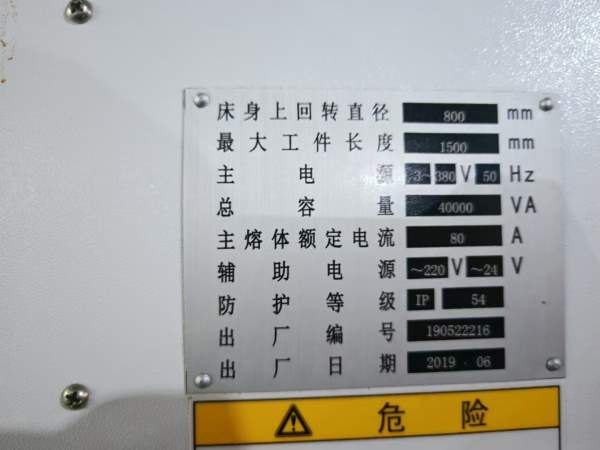 床身上回转直径 800 mm
最大工件长度 1500 mm
主电源 3~380 V 50 Hz
总容量 40000 VA
主熔体额定电流 80 A
辅助电源 ~220 V ~24 V
防护等级 IP 54
出厂编号 190522216
出厂日期 2019·06
危险